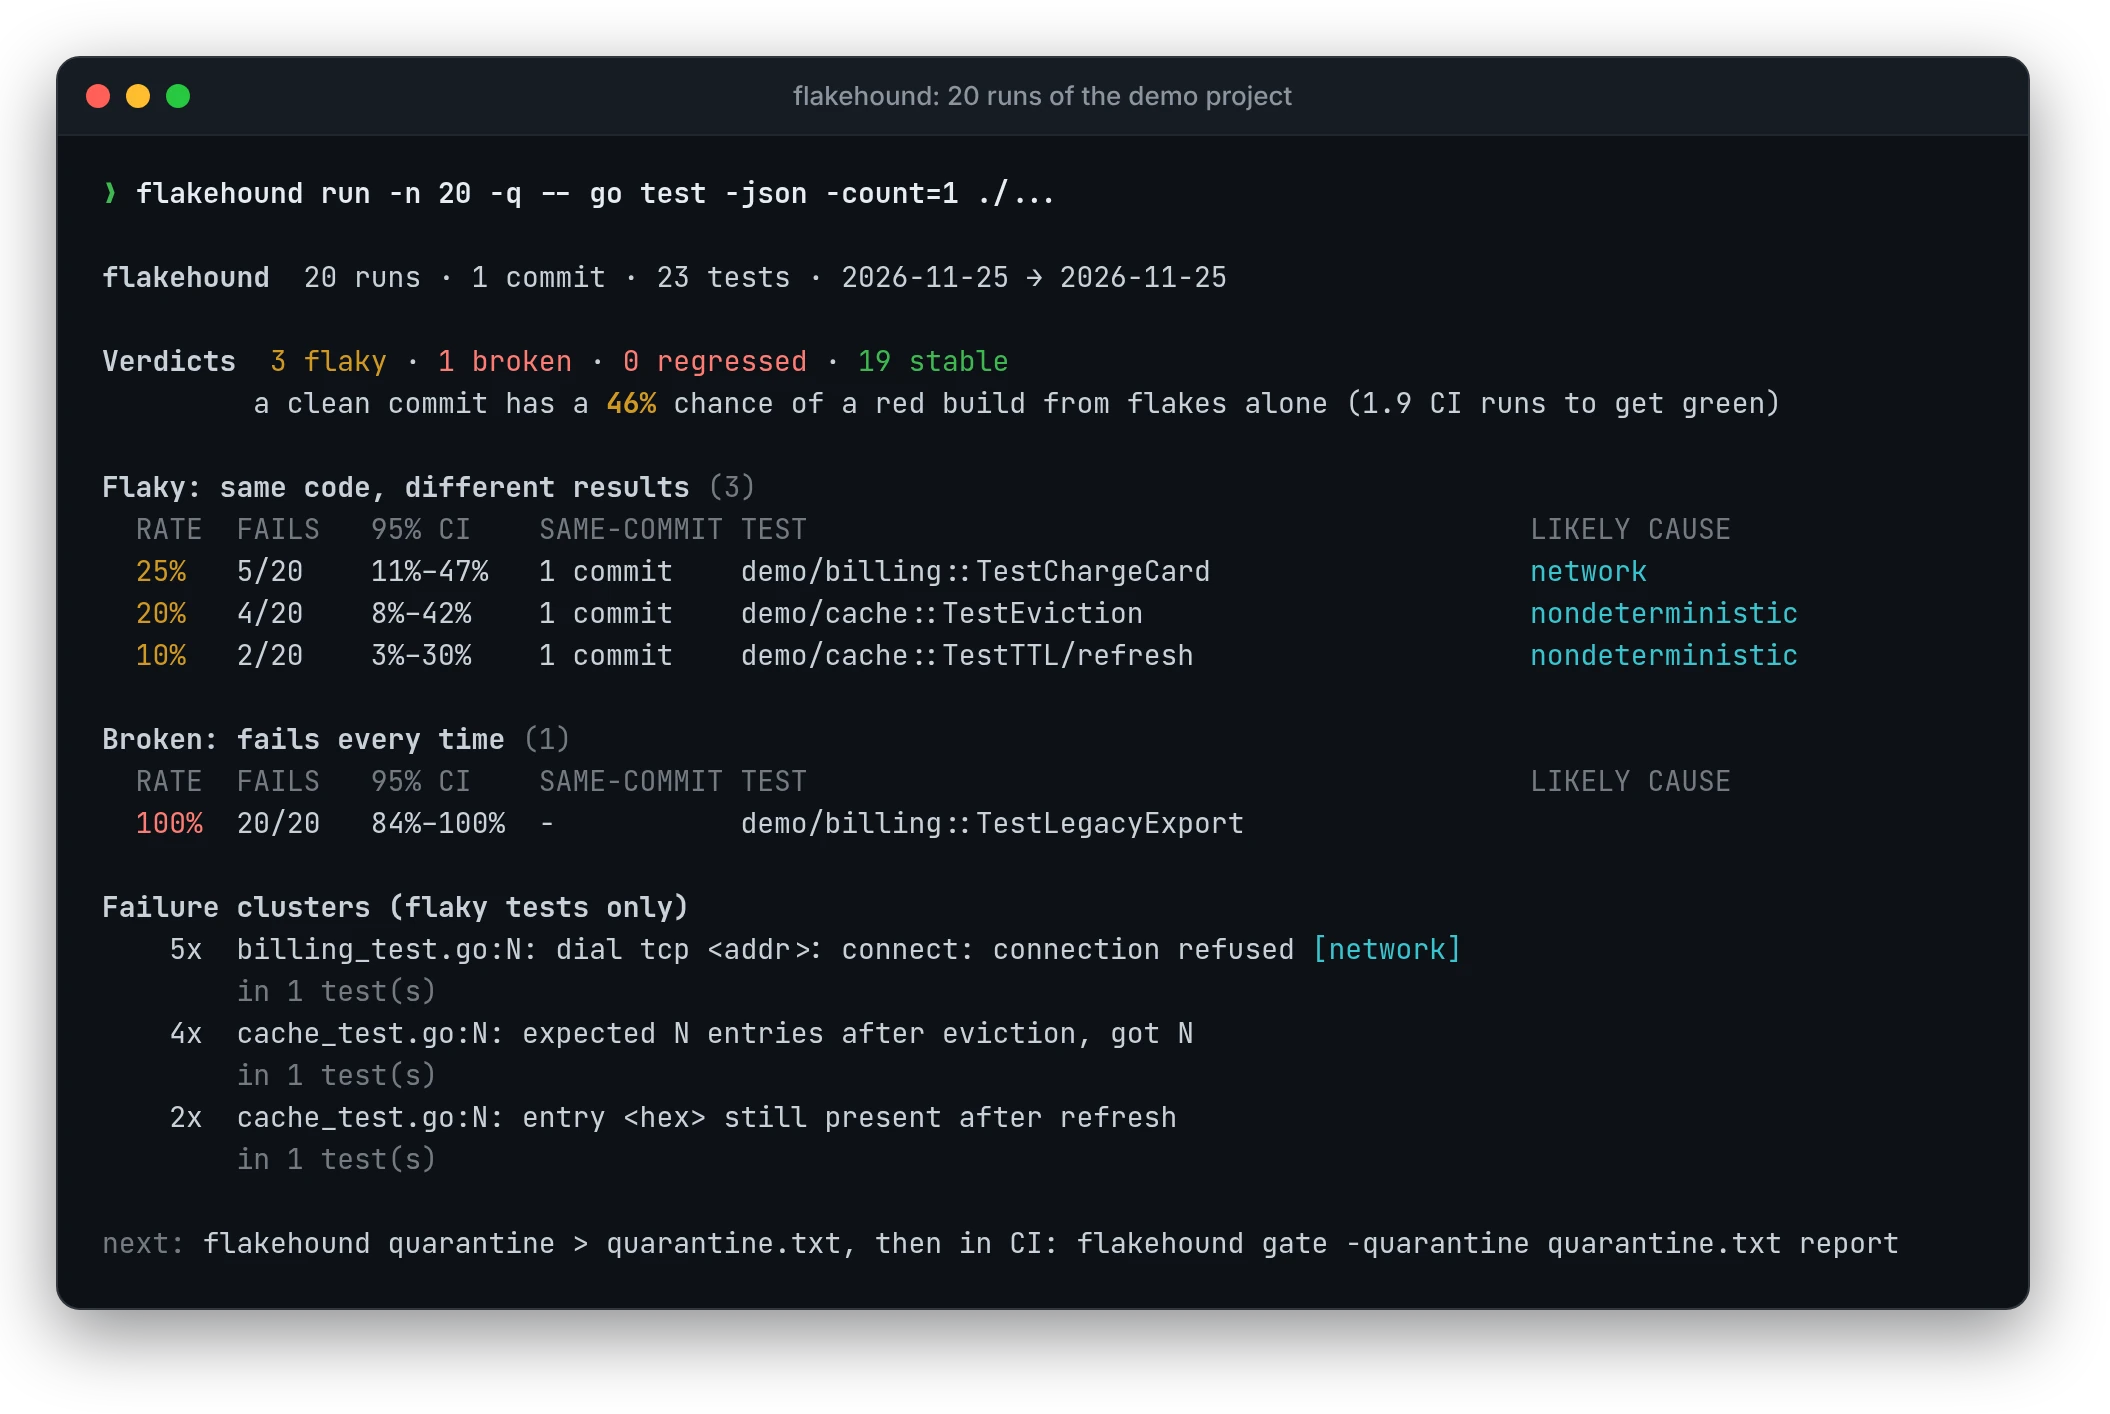 flakehound: 20 runs of the demo project
❯ flakehound run -n 20 -q -- go test -json -count=1 ./...
flakehound  20 runs · 1 commit · 23 tests · 2026-11-25 → 2026-11-25
Verdicts  3 flaky · 1 broken · 0 regressed · 19 stable
a clean commit has a 46% chance of a red build from flakes alone (1.9 CI runs to get green)
Flaky: same code, different results (3)
RATE  FAILS   95% CI    SAME-COMMIT TEST                                           LIKELY CAUSE
25%   5/20    11%–47%   1 commit    demo/billing::TestChargeCard                   network
20%   4/20    8%–42%    1 commit    demo/cache::TestEviction                       nondeterministic
10%   2/20    3%–30%    1 commit    demo/cache::TestTTL/refresh                    nondeterministic
Broken: fails every time (1)
RATE  FAILS   95% CI    SAME-COMMIT TEST                                           LIKELY CAUSE
100%  20/20   84%–100%  -           demo/billing::TestLegacyExport
Failure clusters (flaky tests only)
5x  billing_test.go:N: dial tcp <addr>: connect: connection refused [network]
in 1 test(s)
4x  cache_test.go:N: expected N entries after eviction, got N
in 1 test(s)
2x  cache_test.go:N: entry <hex> still present after refresh
in 1 test(s)
next: flakehound quarantine > quarantine.txt, then in CI: flakehound gate -quarantine quarantine.txt report